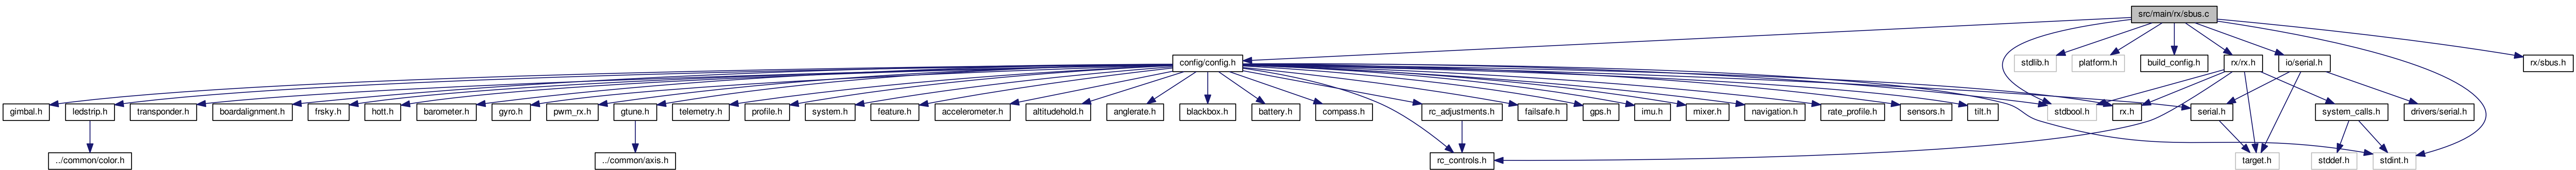 src/main/rx/sbus.c
config/config.h
stdlib.h
platform.h
build_config.h
rx/rx.h
io/serial.h
rx/sbus.h
gimbal.h
ledstrip.h
transponder.h
boardalignment.h
frsky.h
hott.h
barometer.h
gyro.h
pwm_rx.h
gtune.h
telemetry.h
profile.h
system.h
feature.h
accelerometer.h
altitudehold.h
anglerate.h
blackbox.h
battery.h
compass.h
rc_adjustments.h
failsafe.h
gps.h
imu.h
mixer.h
navigation.h
rate_profile.h
sensors.h
tilt.h
stdbool.h
rx.h
serial.h
system_calls.h
drivers/serial.h
../common/color.h
../common/axis.h
rc_controls.h
target.h
stddef.h
stdint.h